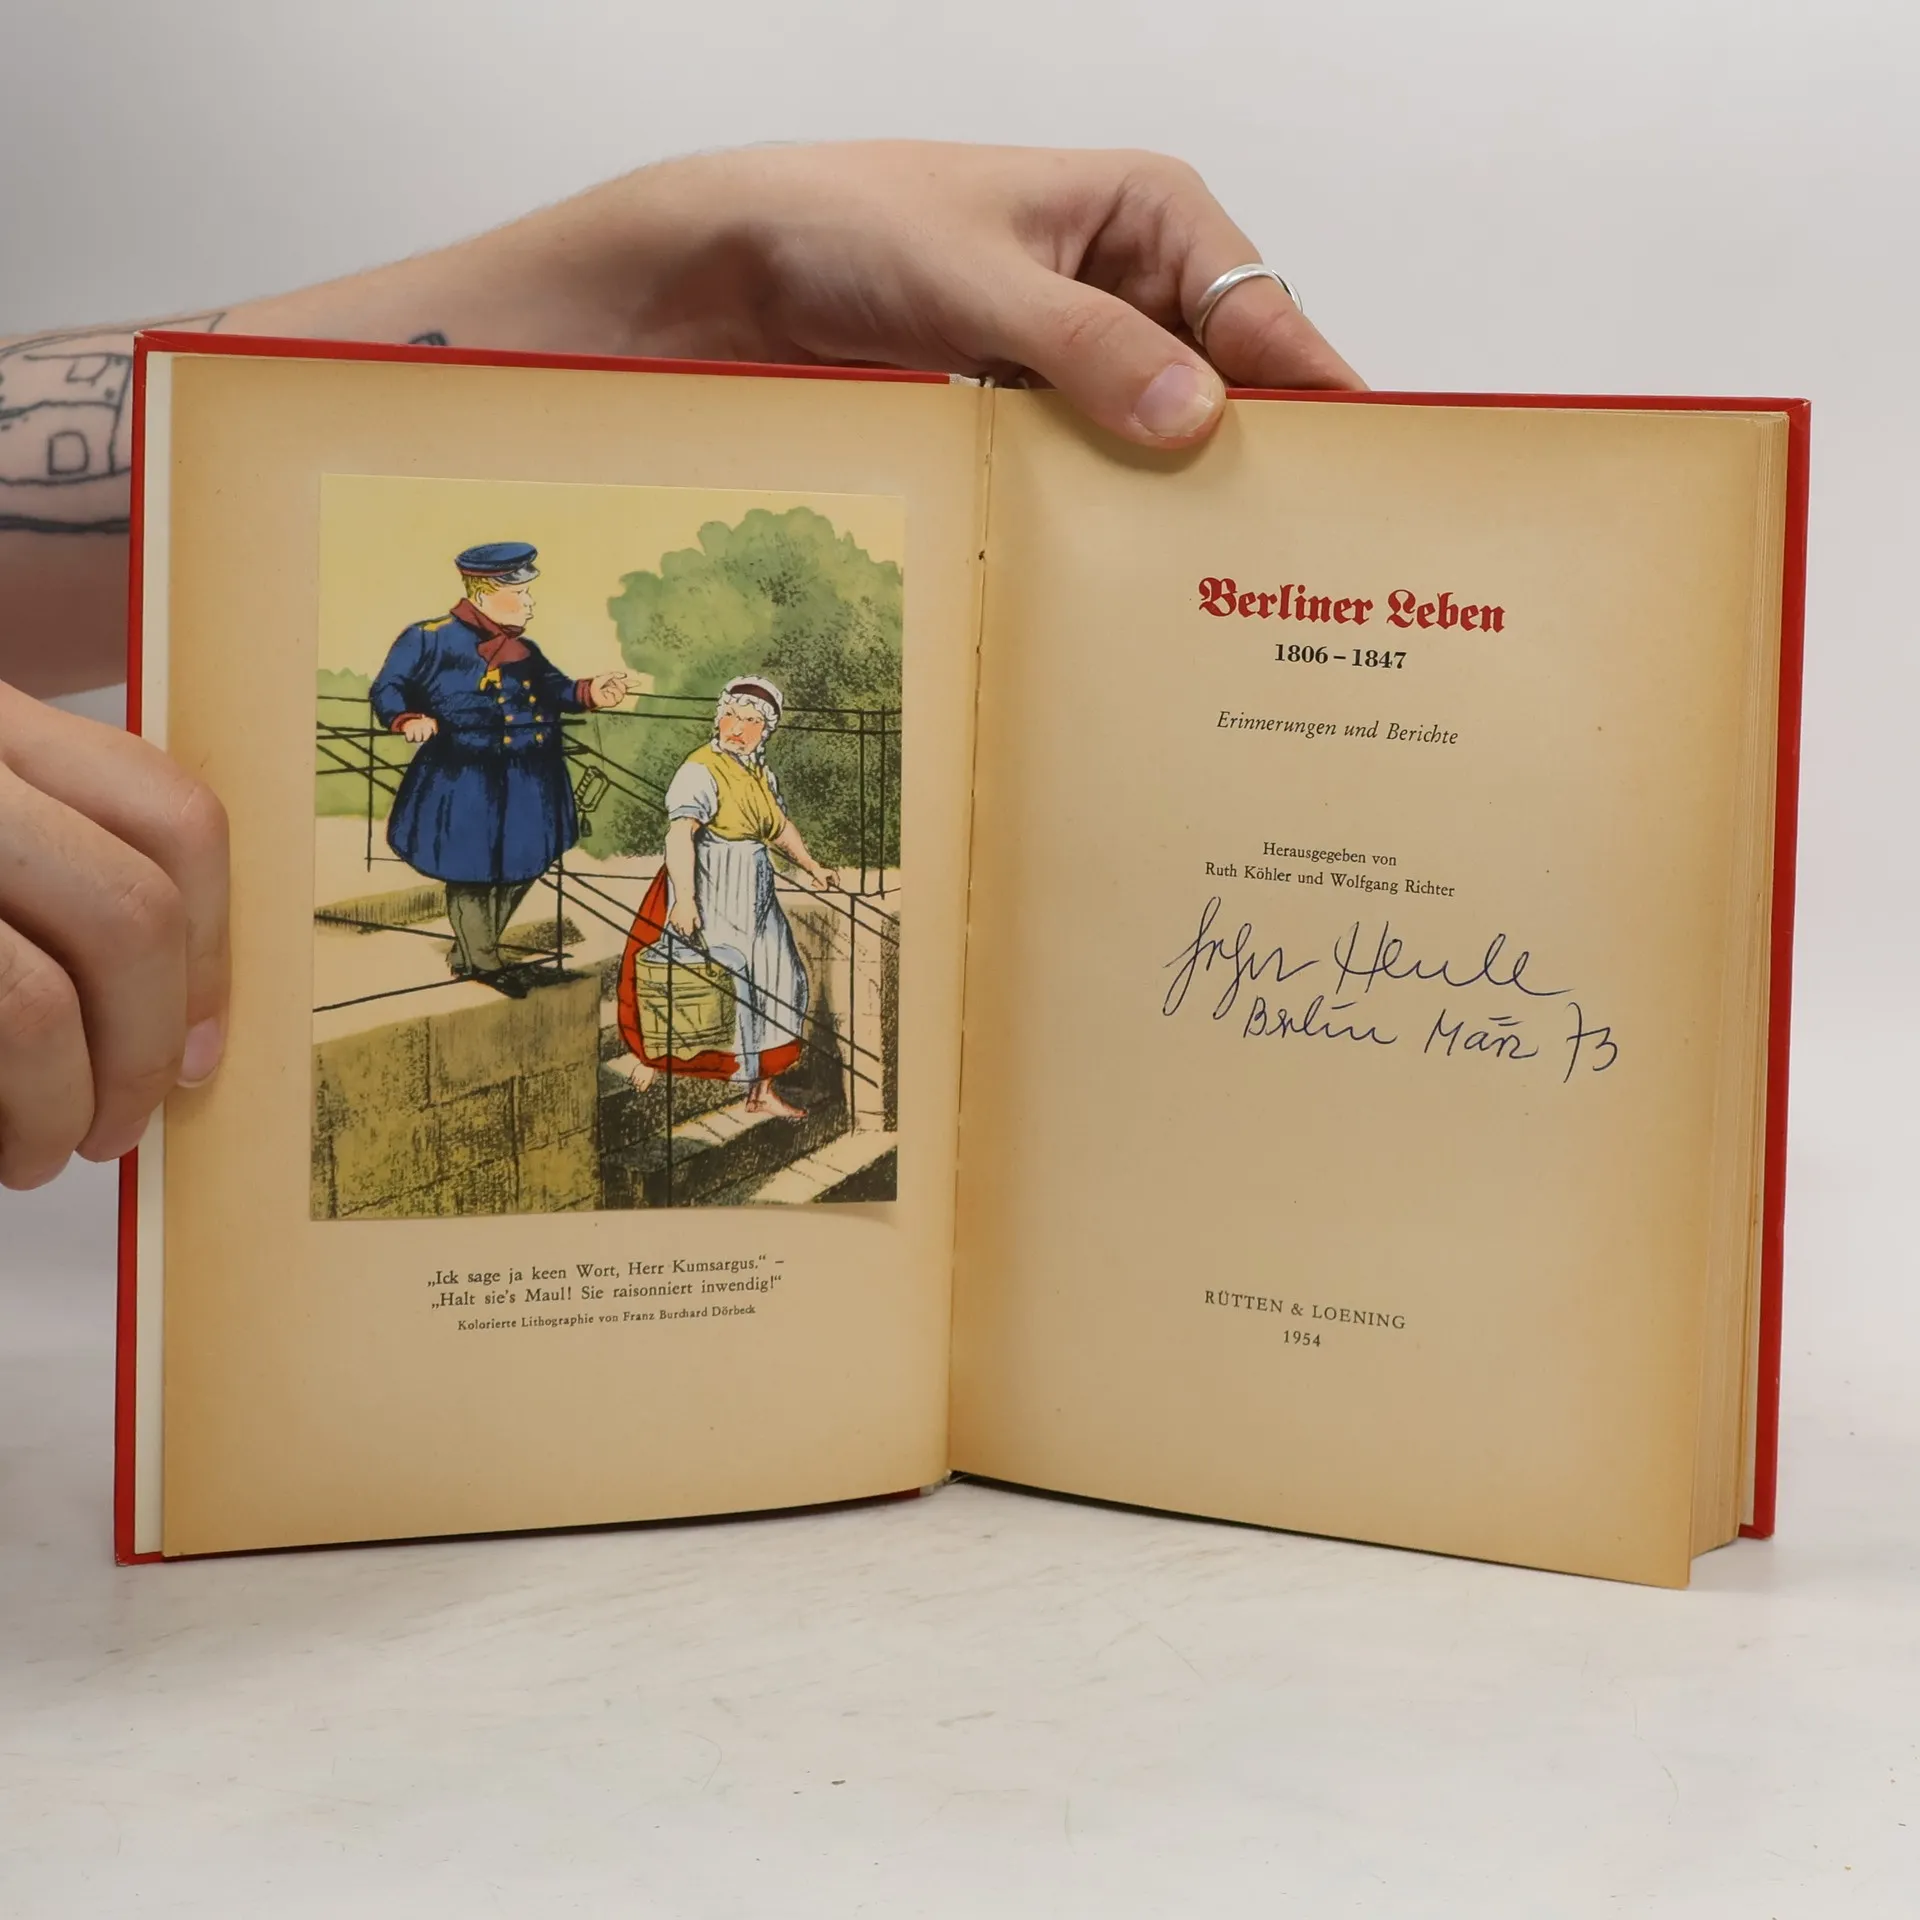 „Ick sage ja keen Wort, Herr Kumsargus.“ –
„Halt sie's Maul! Sie raisonniert inwendig!“
Kolorierte Lithographie von Franz Burchard Dörbeck
Berliner Leben
1806 – 1847
Erinnerungen und Berichte
Herausgegeben von
Ruth Köhler und Wolfgang Richter
Berlin März 73
RÜTTEN & LOENING
1954